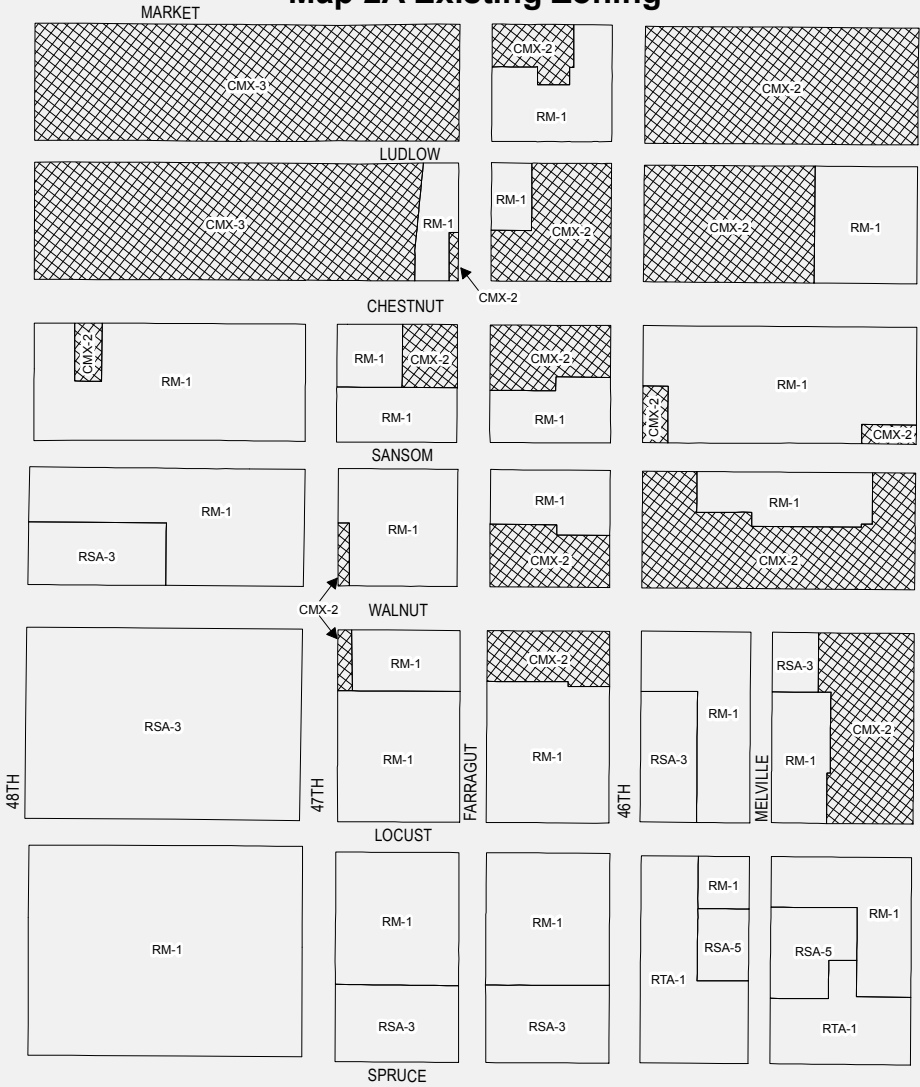 Map 2A Existing Zoning
MARKET
CMX-3
CMX-2
RM-1
CMX-2
LUDLOW
CMX-3
RM-1
CMX-2
RM-1
CMX-2
CMX-2
RM-1
CHESTNUT
CMX-2
RM-1
RM-1
CMX-2
RM-1
CMX-2
RM-1
RM-1
CMX-2
CMX-2
SANSOM
RM-1
RSA-3
RM-1
RM-1
CMX-2
RM-1
CMX-2
CMX-2
WALNUT
RSA-3
RM-1
RM-1
CMX-2
RM-1
RM-1
RSA-3
RSA-3
RM-1
CMX-2
48TH
47TH
FARRAGUT
46TH
MELVILLE
LOCUST
RM-1
RM-1
RSA-3
RM-1
RSA-3
RM-1
RSA-5
RTA-1
RM-1
RSA-5
RTA-1
SPRUCE